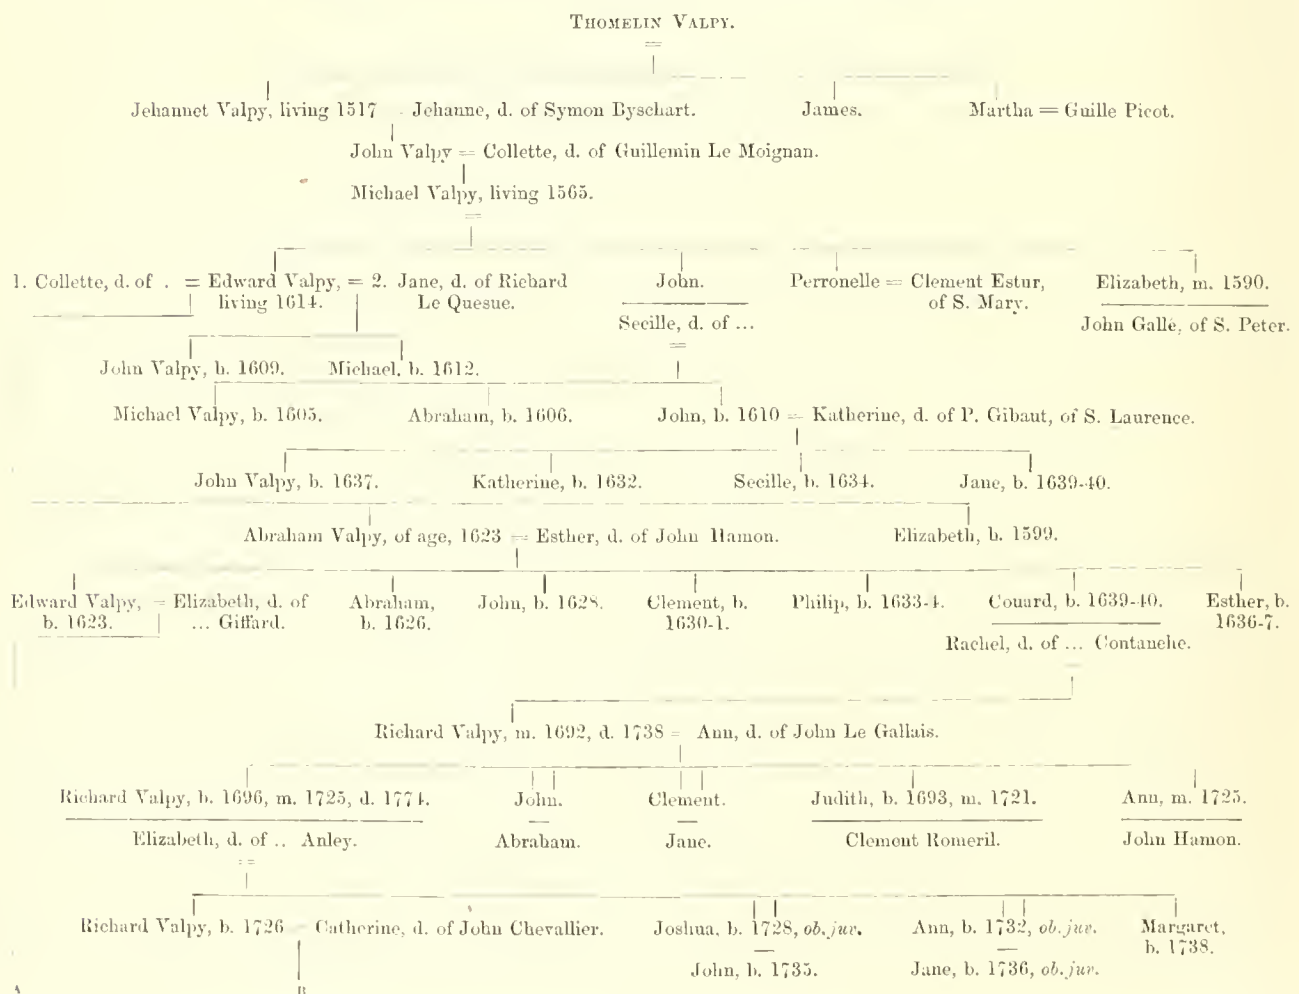 THOMELIN VALPY.
Jehannet Valpy, living 1517 Jehanne, d. of Symon Byschart. James. Martha = Guille Picot.
John Valpy = Collette, d. of Guillemin Le Moignan.
Michael Valpy, living 1565.
1. Collette, d. of . = Edward Valpy, = 2. Jane, d. of Richard John. Perronelle = Clement Estur, Elizabeth, m. 1590.
living 1614. Le Quesue. of S. Mary.
Secille, d. of ... John Galle, of S. Peter.
John Valpy, b. 1609. Michael, b. 1612.
Michael Valpy, b. 1605. Abraham, b. 1606. John, b. 1610 = Katherine, d. of P. Gibaut, of S. Laurence.
John Valpy, b. 1637. Katherine, b. 1632. Secille, b. 1634. Jane, b. 1639-40.
Abraham Valpy, of age, 1623 = Esther, d. of John Hamon. Elizabeth, b. 1599.
Edward Valpy, = Elizabeth, d. of Abraham, John, b. 1628. Clement, b. Philip, b. 1633-4. Couard, b. 1639-40. Esther, b.
b. 1623. ... Giffard. b. 1626. 1630-1. 1636-7.
Rachel, d. of ... Contanche.
Richard Valpy, m. 1692, d. 1738 = Ann, d. of John Le Gallais.
Richard Valpy, b. 1696, m. 1725, d. 1774. John. Clement. Judith, b. 1693, m. 1721. Ann, m. 1725.
Elizabeth, d. of .. Anley. Abraham. Jane. Clement Romeril. John Hamon.
Richard Valpy, b. 1726 = Catherine, d. of John Chevallier. Joshua, b. 1728, ob. juv. Ann, b. 1732, ob. juv. Margaret,
b. 1738.
John, b. 1735. Jane, b. 1736, ob. juv.
A B